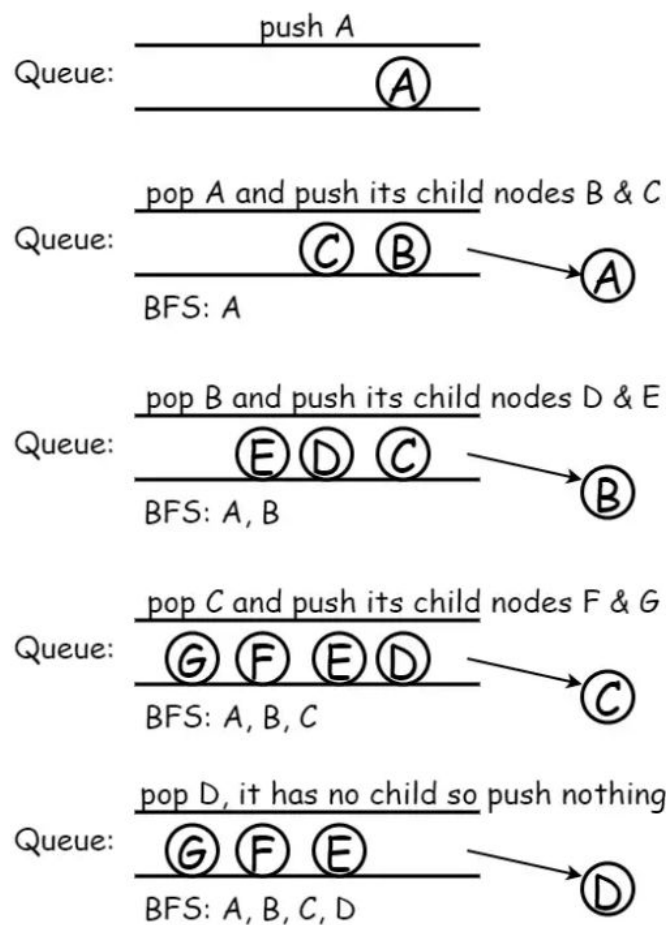 push A
Queue:
A
pop A and push its child nodes B & C
Queue:
C B
A
BFS: A
pop B and push its child nodes D & E
Queue:
E D C
B
BFS: A, B
pop C and push its child nodes F & G
Queue:
G F E D
C
BFS: A, B, C
pop D, it has no child so push nothing
Queue:
G F E
D
BFS: A, B, C, D